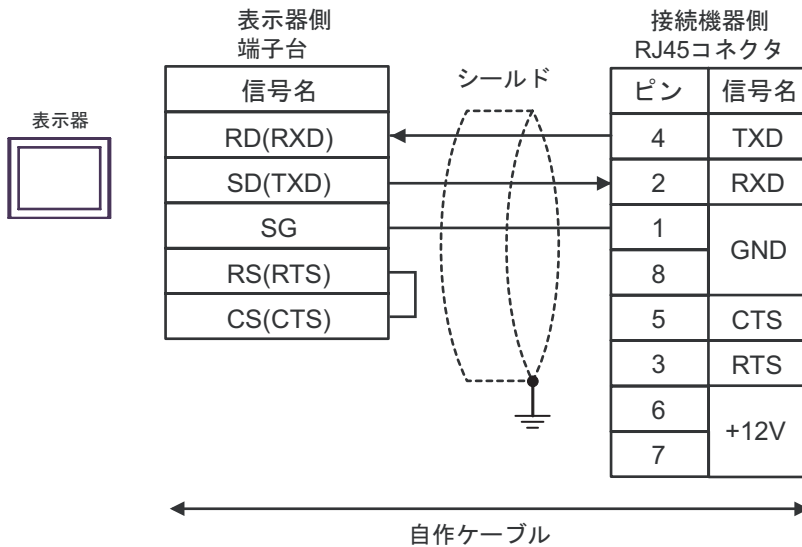 表示器側
端子台
接続機器側
RJ45コネクタ
表示器
シールド
信号名
RD(RXD)
SD(TXD)
SG
RS(RTS)
CS(CTS)
ピン 信号名
4 TXD
2 RXD
1
GND
8
5 CTS
3 RTS
6
+12V
7
自作ケーブル